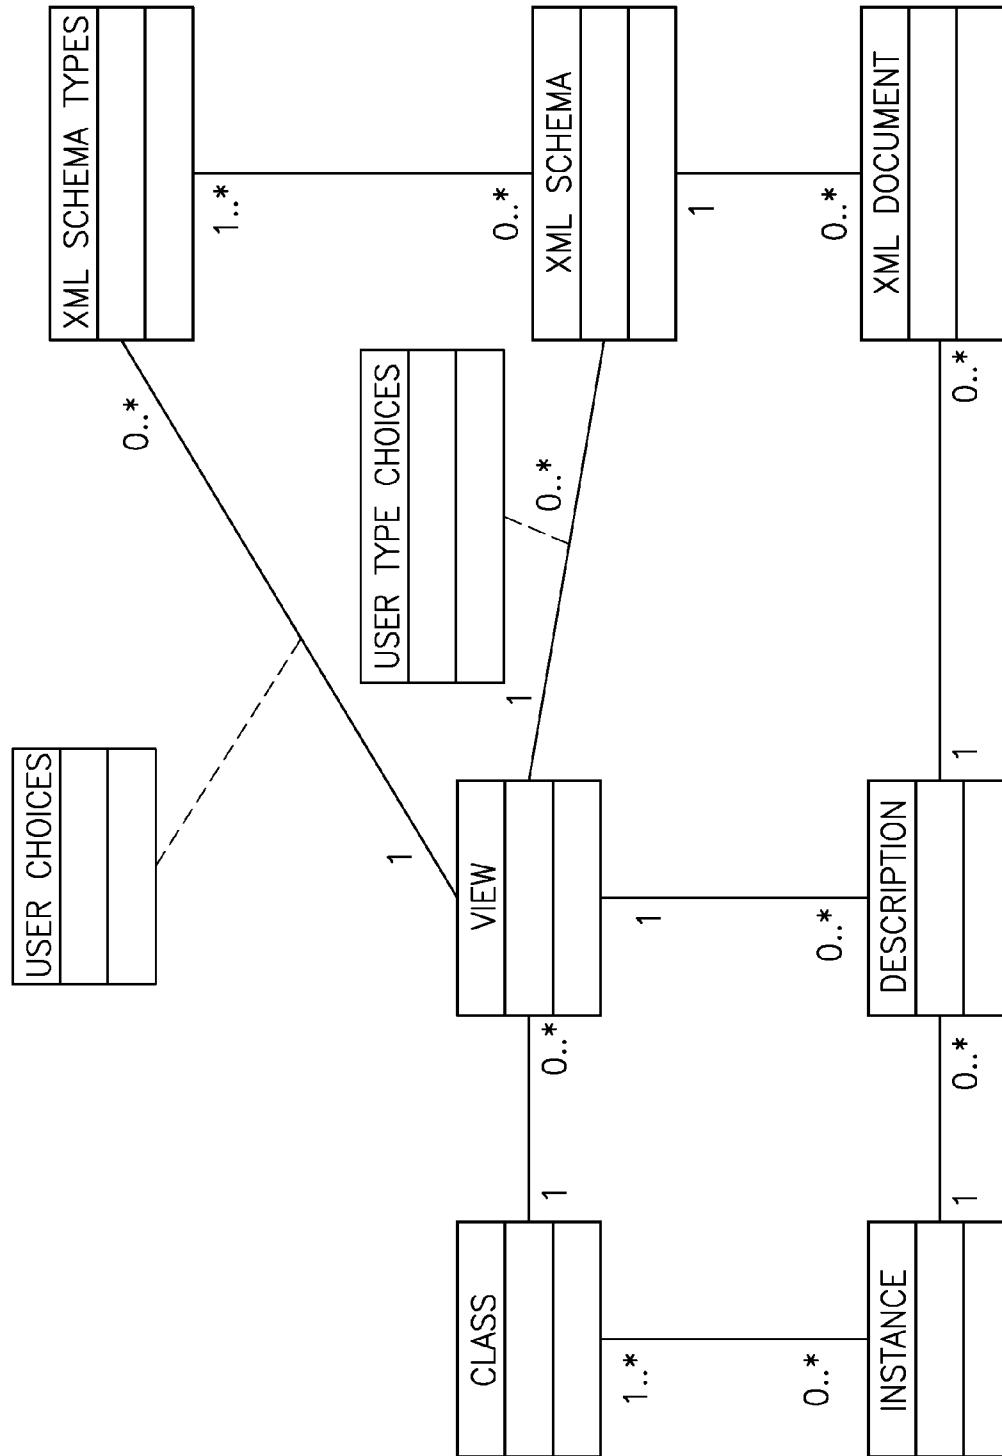 USER CHOICES
XML SCHEMA TYPES
0..*
1
1..*
USER TYPE CHOICES
0..*
1
0..*
CLASS
VIEW
XML SCHEMA
1
0..*
1..*
1
1
0..*
0..*
0..*
INSTANCE
DESCRIPTION
XML DOCUMENT
1
0..*
1
0..*